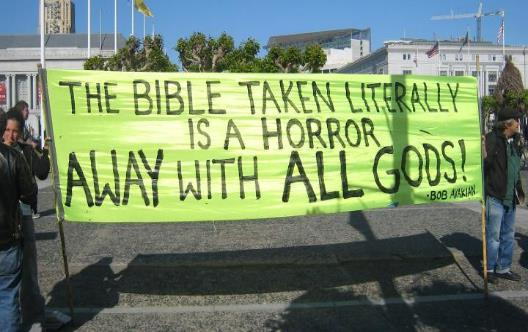 THE BIBLE TAKEN LITERALLY
IS A HORROR
AWAY WITH ALL GODS!
-BOB AVAKIAN